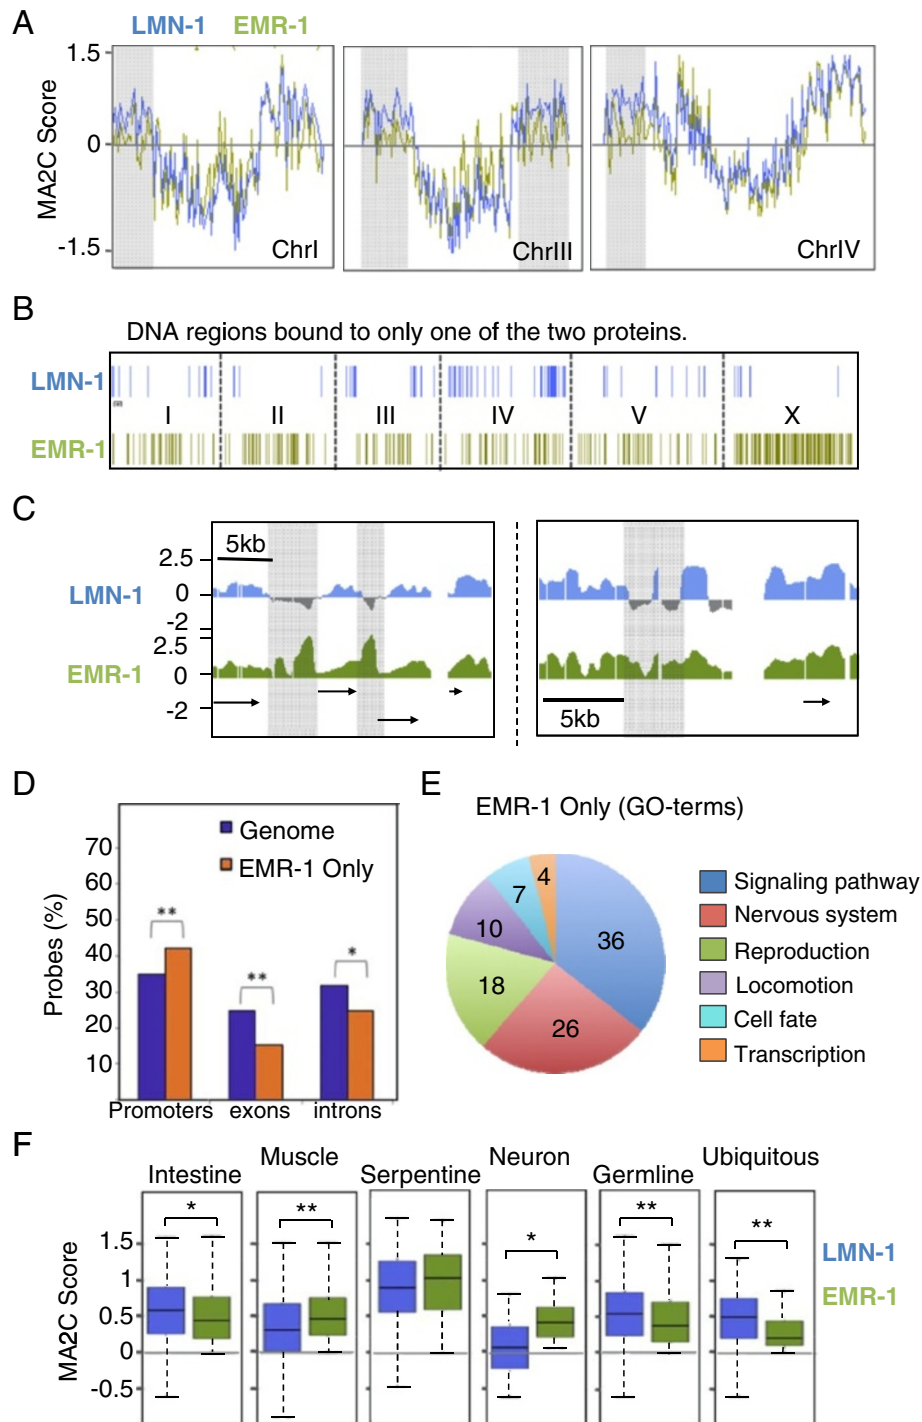 A
LMN-1 EMR-1
MA2C Score
1.5
0
-1.5
ChrI
ChrIII
ChrIV
B
DNA regions bound to only one of the two proteins.
LMN-1
I II III IV V X
EMR-1
C
5kb
2.5
0
-2
LMN-1
2.5
0
-2
EMR-1
5kb
D
Genome
EMR-1 Only
Probes (%)
70
60
50
40
30
20
10
** ** *
Promoters exons introns
E
EMR-1 Only (GO-terms)
36
26
18
10
7
4
Signaling pathway
Nervous system
Reproduction
Locomotion
Cell fate
Transcription
F
Intestine Muscle Serpentine Neuron Germline Ubiquitous
* ** * ** **
MA2C Score
1.5
1
0.5
0
-0.5
LMN-1
EMR-1